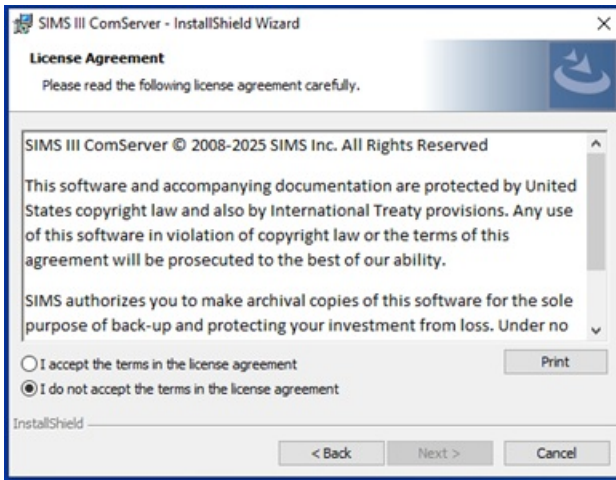 SIMS III ComServer - InstallShield Wizard
License Agreement
Please read the following license agreement carefully.
SIMS III ComServer © 2008-2025 SIMS Inc. All Rights Reserved
This software and accompanying documentation are protected by United
States copyright law and also by International Treaty provisions. Any use
of this software in violation of copyright law or the terms of this
agreement will be prosecuted to the best of our ability.
SIMS authorizes you to make archival copies of this software for the sole
purpose of back-up and protecting your investment from loss. Under no
I accept the terms in the license agreement
Print
I do not accept the terms in the license agreement
InstallShield
< Back
Next >
Cancel